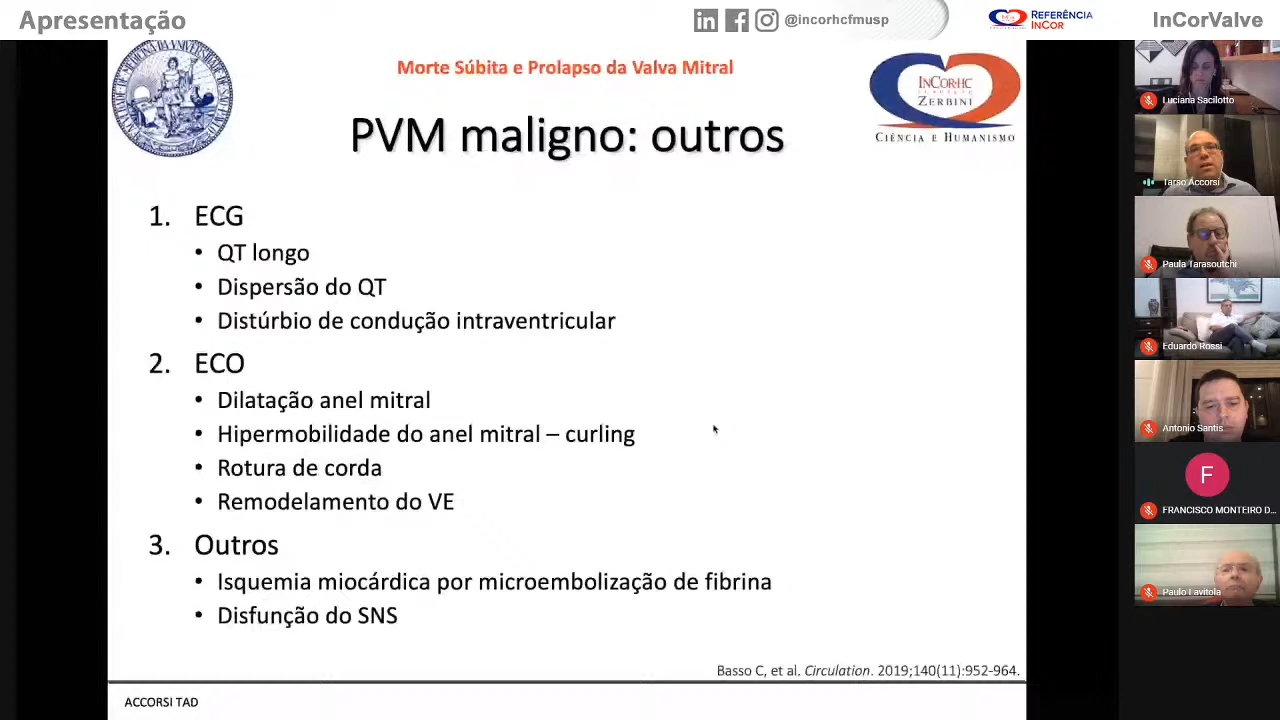 Apresentação
@incorhcfmusp
REFERÊNCIA
INCOR
InCorValve
Morte Súbita e Prolapso da Valva Mitral
INCOR·HC
ZERBINI
CIÊNCIA E HUMANISMO
PVM maligno: outros
1. ECG
• QT longo
• Dispersão do QT
• Distúrbio de condução intraventricular
2. ECO
• Dilatação anel mitral
• Hipermobilidade do anel mitral – curling
• Rotura de corda
• Remodelamento do VE
3. Outros
• Isquemia miocárdica por microembolização de fibrina
• Disfunção do SNS
Basso C, et al. Circulation. 2019;140(11):952-964.
ACCORSI TAD
Luciana Sacilotto
Tarso Accorsi
Paula Tarasoutchi
Eduardo Rossi
Antonio Santis
F
FRANCISCO MONTEIRO D...
Paulo Lavitola